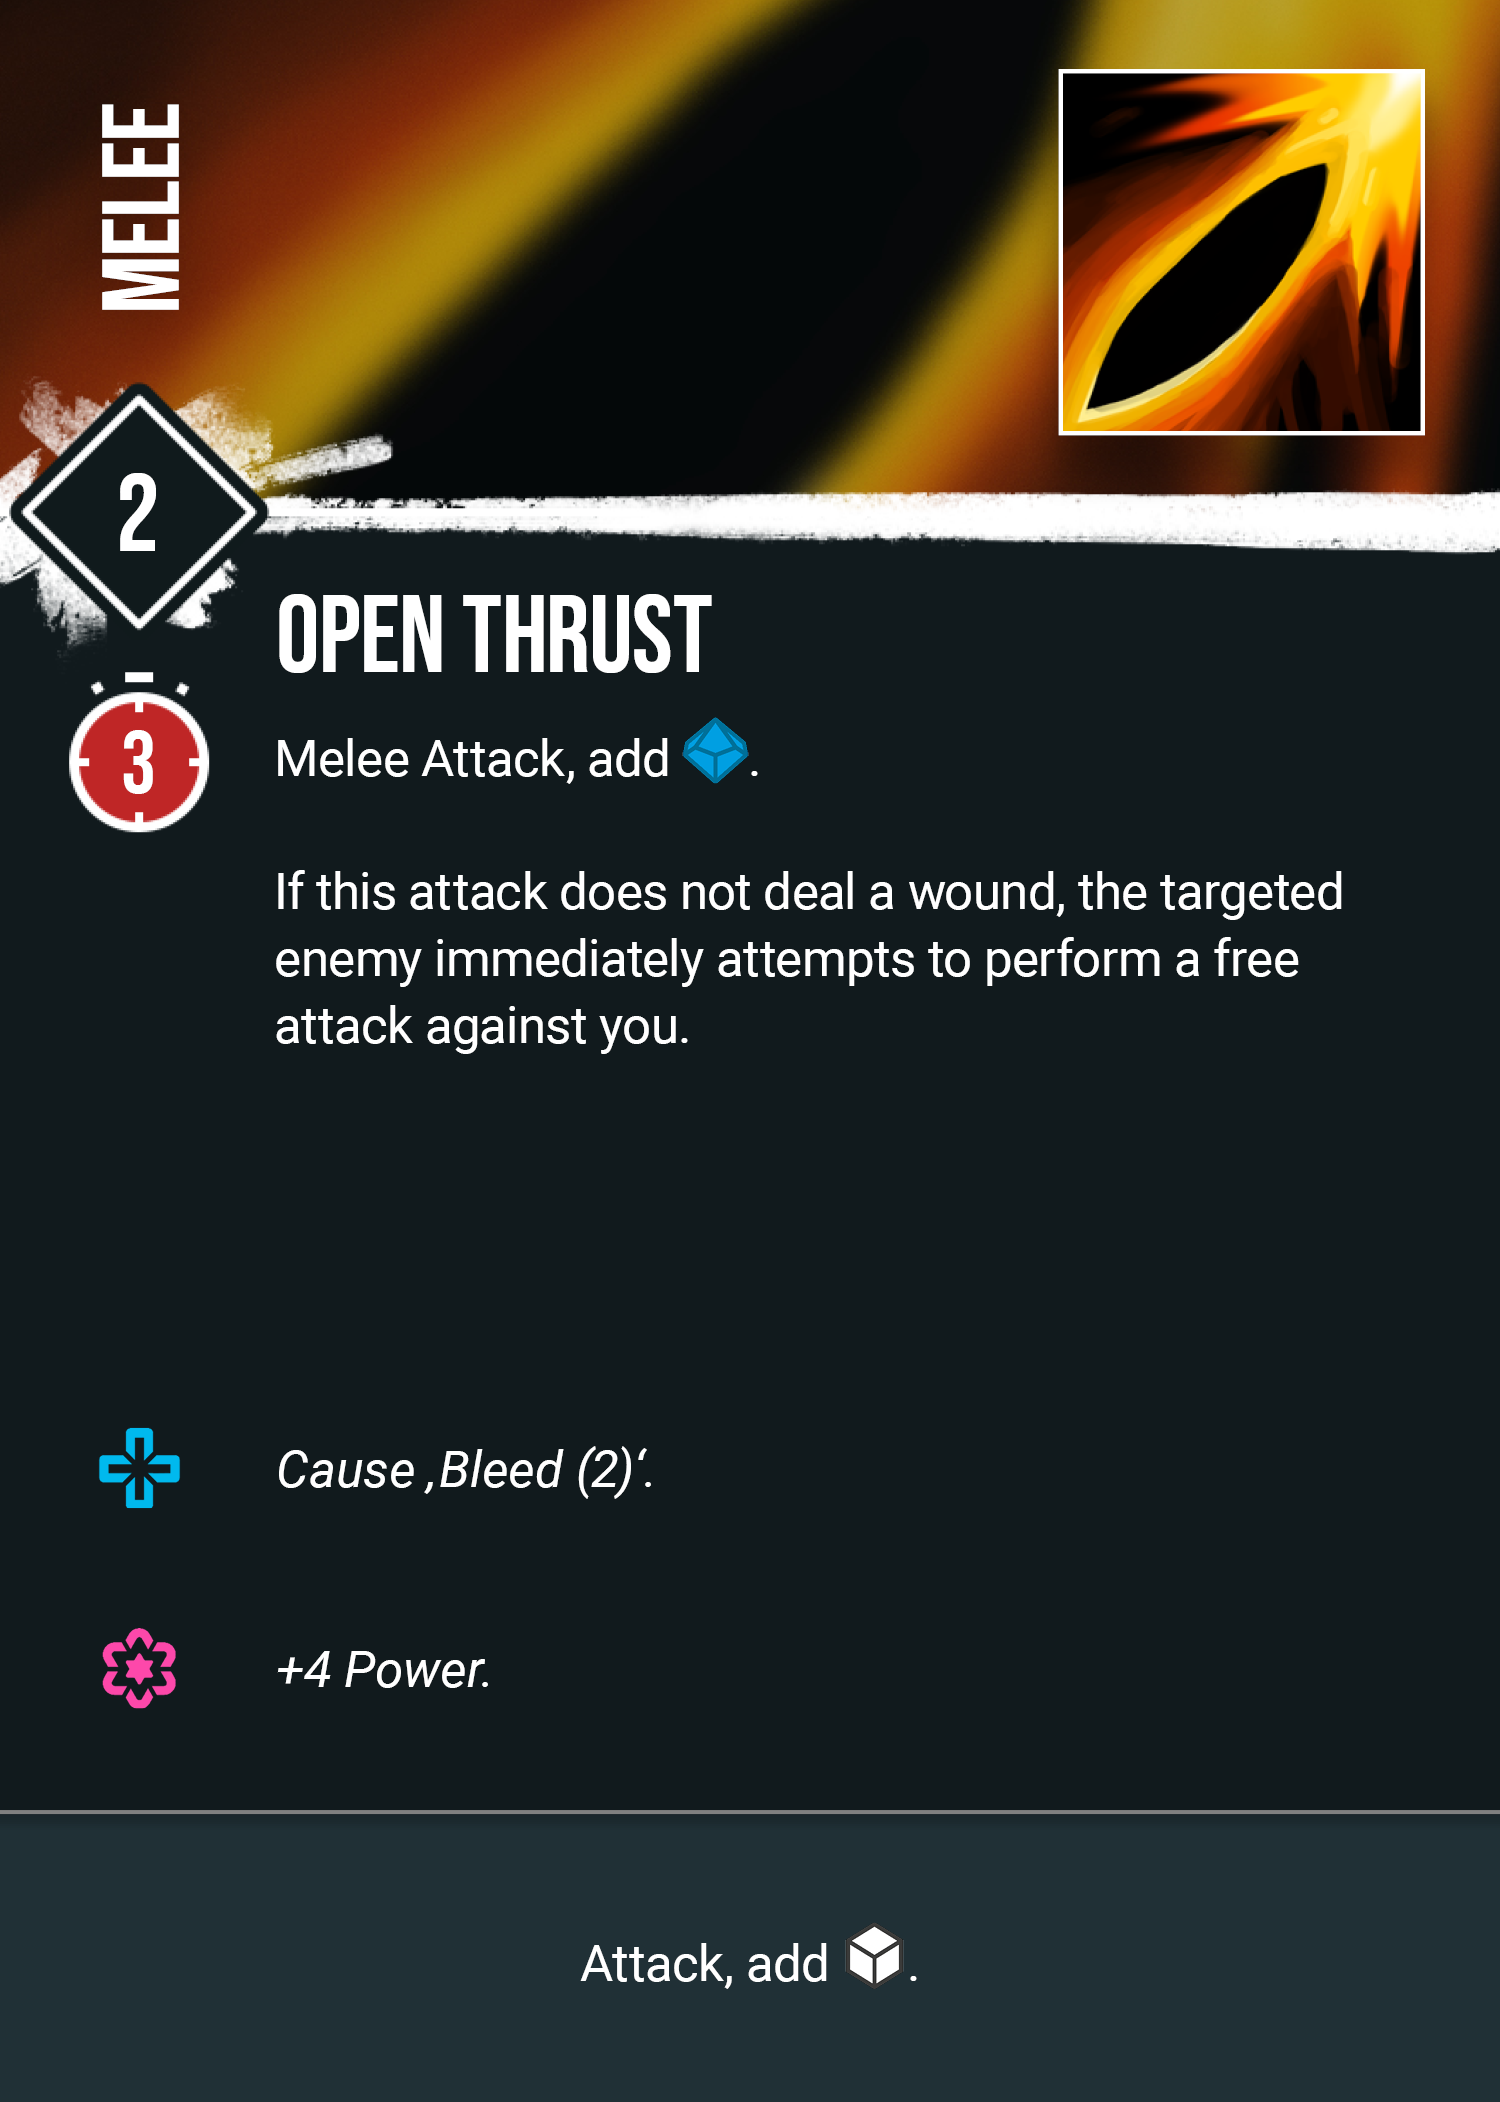 MELEE
2
OPEN THRUST
3
Melee Attack, add .
If this attack does not deal a wound, the targeted
enemy immediately attempts to perform a free
attack against you.
Cause ‚Bleed (2)‘.
+4 Power.
Attack, add .